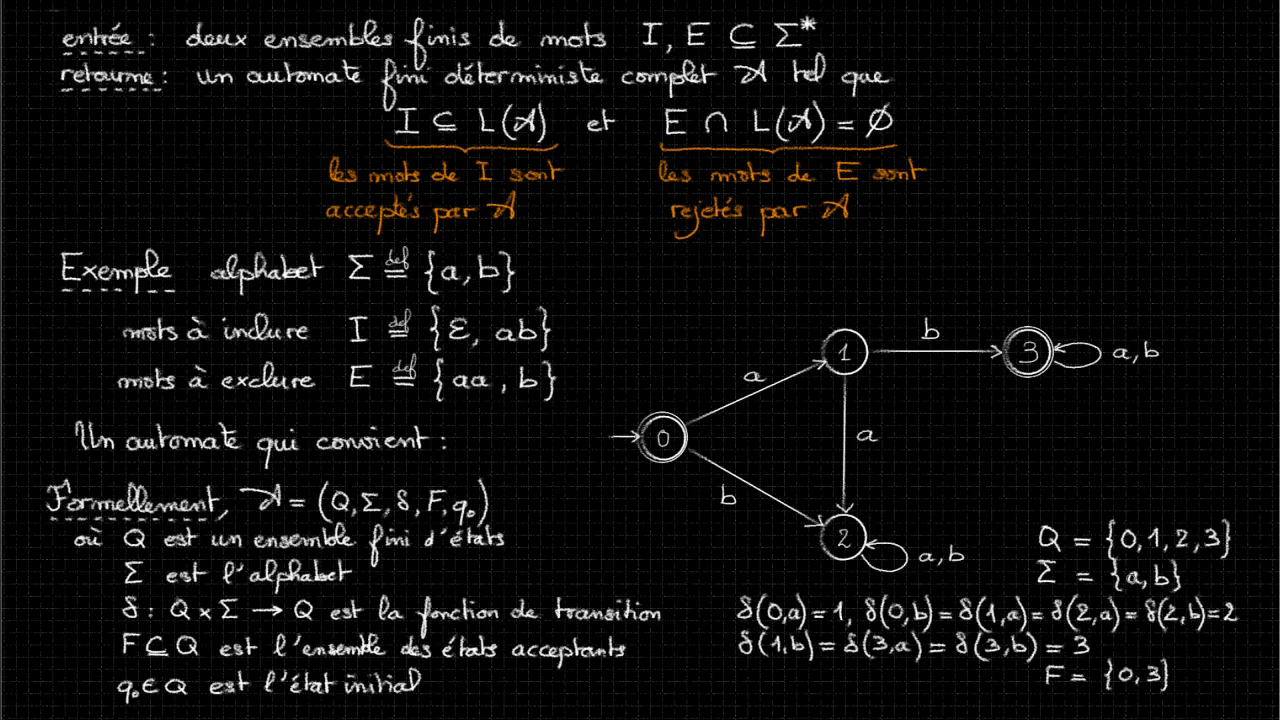 entrée : deux ensembles finis de mots I, E ⊆ Σ*
retourne : un automate fini déterministe complet A tel que
I ⊆ L(A) et E ∩ L(A) = ∅
les mots de I sont
acceptés par A
les mots de E sont
rejetés par A
Exemple alphabet Σ ≝ {a, b}
mots à inclure I ≝ {ε, ab}
mots à exclure E ≝ {aa, b}
Un automate qui convient :
0
a
1
b
3
a,b
a
b
2
a,b
Formellement, A = (Q, Σ, δ, F, q₀)
où Q est un ensemble fini d'états
Σ est l'alphabet
δ : Q × Σ → Q est la fonction de transition
F ⊆ Q est l'ensemble des états acceptants
q₀ ∈ Q est l'état initial
Q = {0, 1, 2, 3}
Σ = {a, b}
δ(0,a) = 1, δ(0,b) = δ(1,a) = δ(2,a) = δ(2,b) = 2
δ(1,b) = δ(3,a) = δ(3,b) = 3
F = {0, 3}